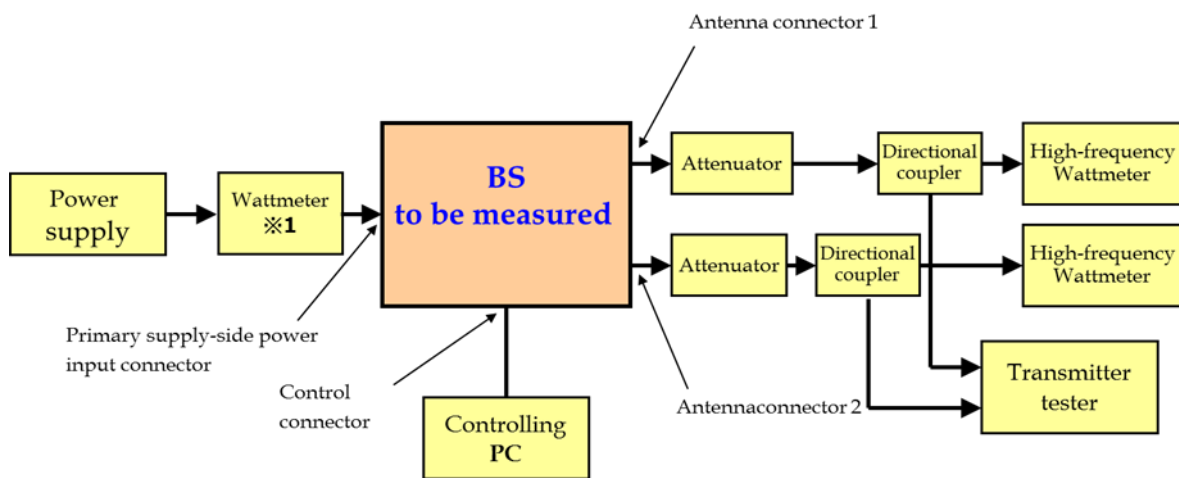 Antenna connector 1
Power
supply
Wattmeter
※1
BS
to be measured
Attenuator
Directional
coupler
High-frequency
Wattmeter
Attenuator
Directional
coupler
High-frequency
Wattmeter
Primary supply-side power
input connector
Control
connector
Controlling
PC
Antennaconnector 2
Transmitter
tester